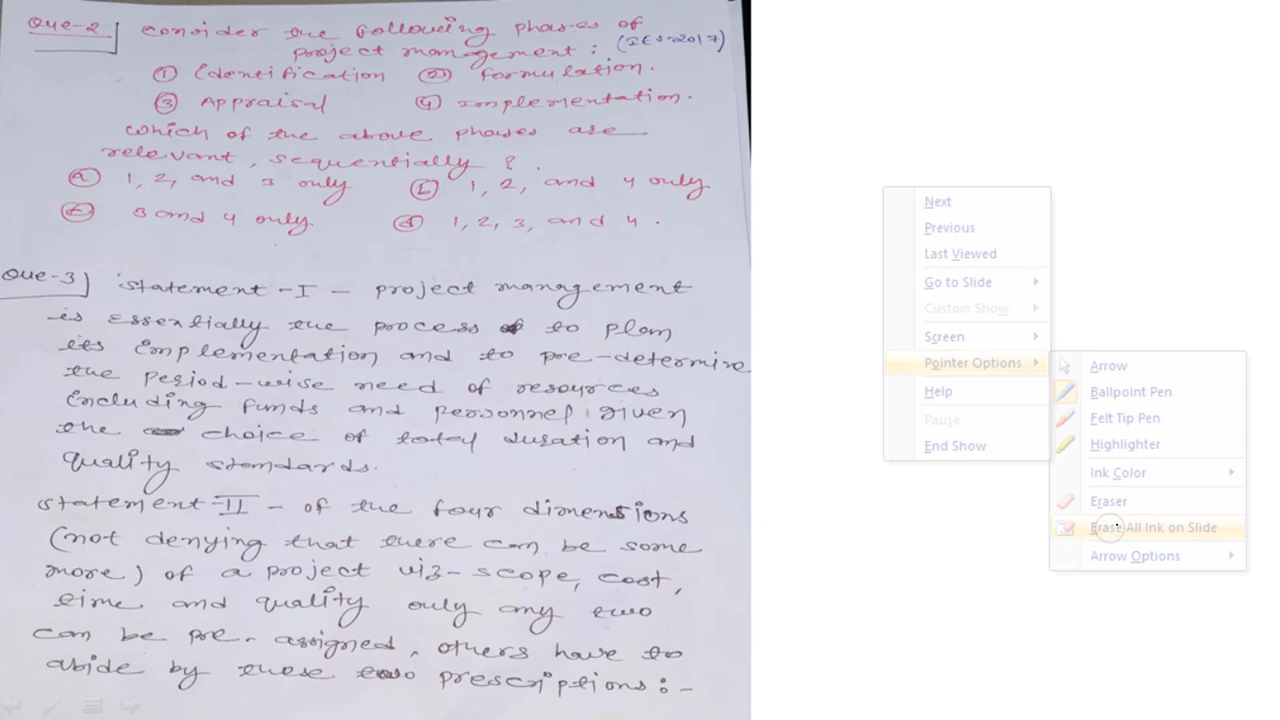 Que-2 Consider the following phases of
project management: (IES-2017)
① Identification ② formulation.
③ Appraisal ④ Implementation.
which of the above phases are
relevant, sequentially ?
ⓐ 1, 2, and 3 only ⓑ 1, 2, and 4 only
ⓒ 3 and 4 only ⓓ 1, 2, 3, and 4.
Que-3) statement-I - project management
is essentially the process to plan
its implementation and to pre-determine
the period-wise need of resources
including funds and personnel, given
the choice of total duration and
quality standards.
statement-II - of the four dimensions
(not denying that there can be some
more) of a project viz-scope, cost,
time and quality only any two
can be pre-assigned, others have to
abide by these two prescriptions:-
Next
Previous
Last Viewed
Go to Slide
Custom Show
Screen
Pointer Options
Help
Pause
End Show
Arrow
Ballpoint Pen
Felt Tip Pen
Highlighter
Ink Color
Eraser
Erase All Ink on Slide
Arrow Options